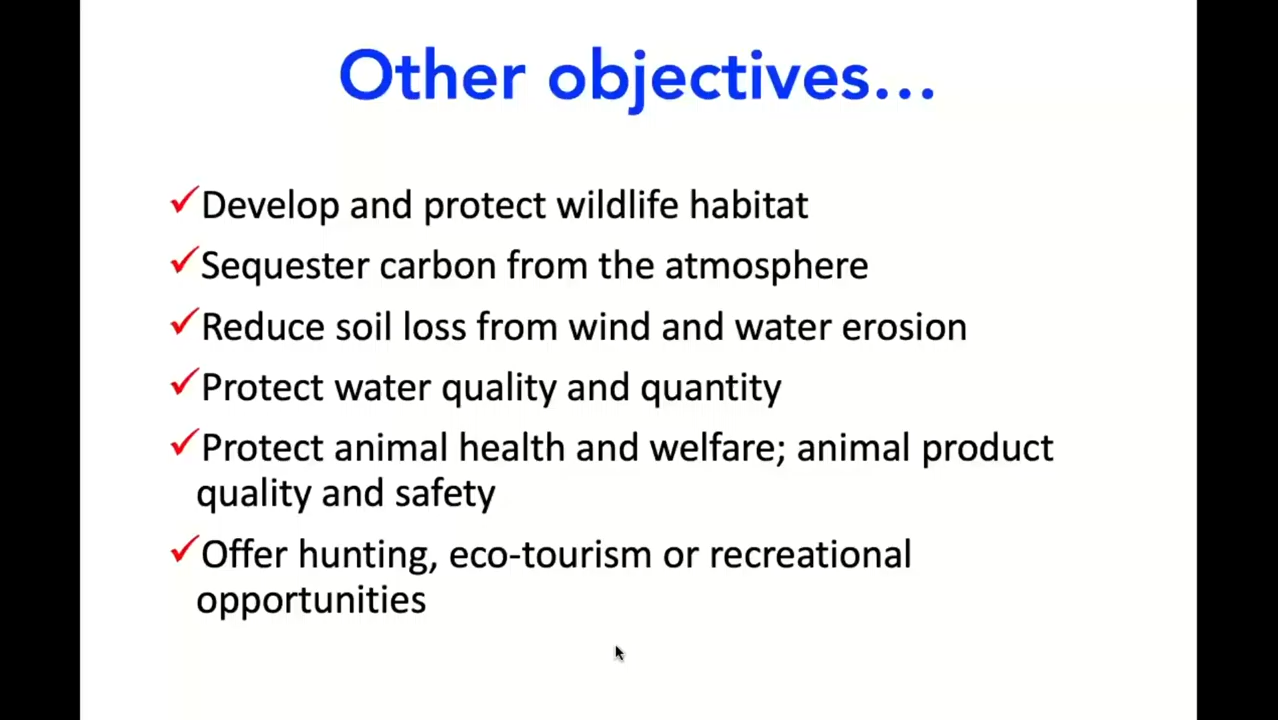 Other objectives...
✓Develop and protect wildlife habitat
✓Sequester carbon from the atmosphere
✓Reduce soil loss from wind and water erosion
✓Protect water quality and quantity
✓Protect animal health and welfare; animal product
quality and safety
✓Offer hunting, eco-tourism or recreational
opportunities